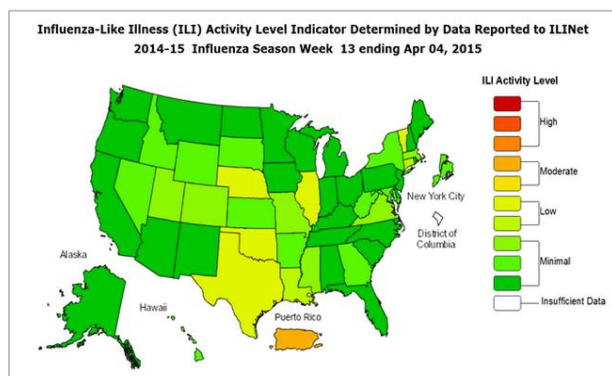 Influenza-Like Illness (ILI) Activity Level Indicator Determined by Data Reported to ILINet
2014-15 Influenza Season Week 13 ending Apr 04, 2015
ILI Activity Level
High
Moderate
New York City
Low
District of
Columbia
Alaska
Minimal
Hawaii
Insufficient Data
Puerto Rico